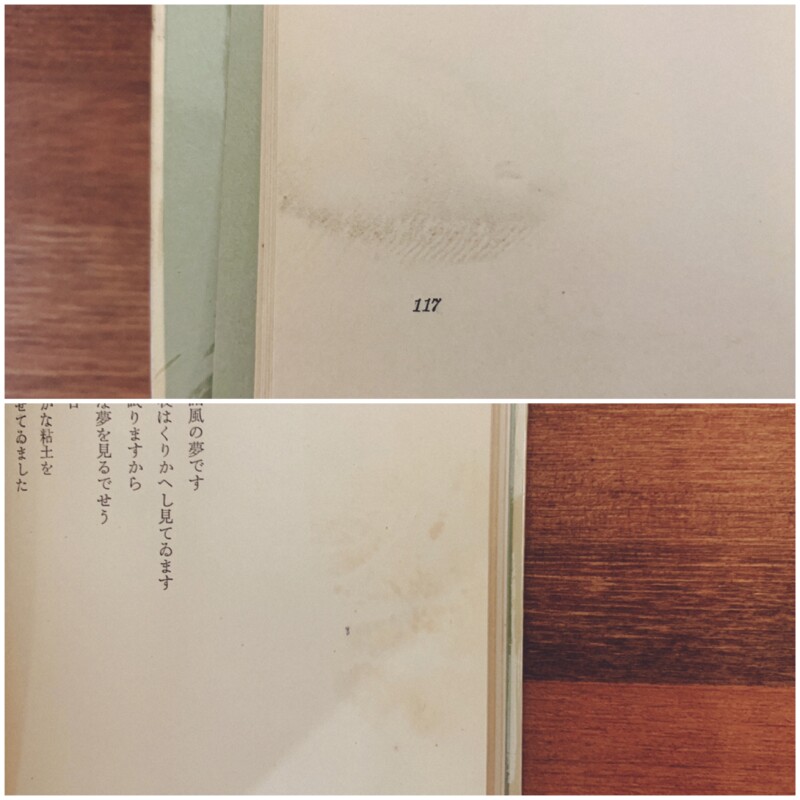 117
風の夢です
はくりかへし見てゐます
りますから
な夢を見るでせう
な粘土を
せてゐました